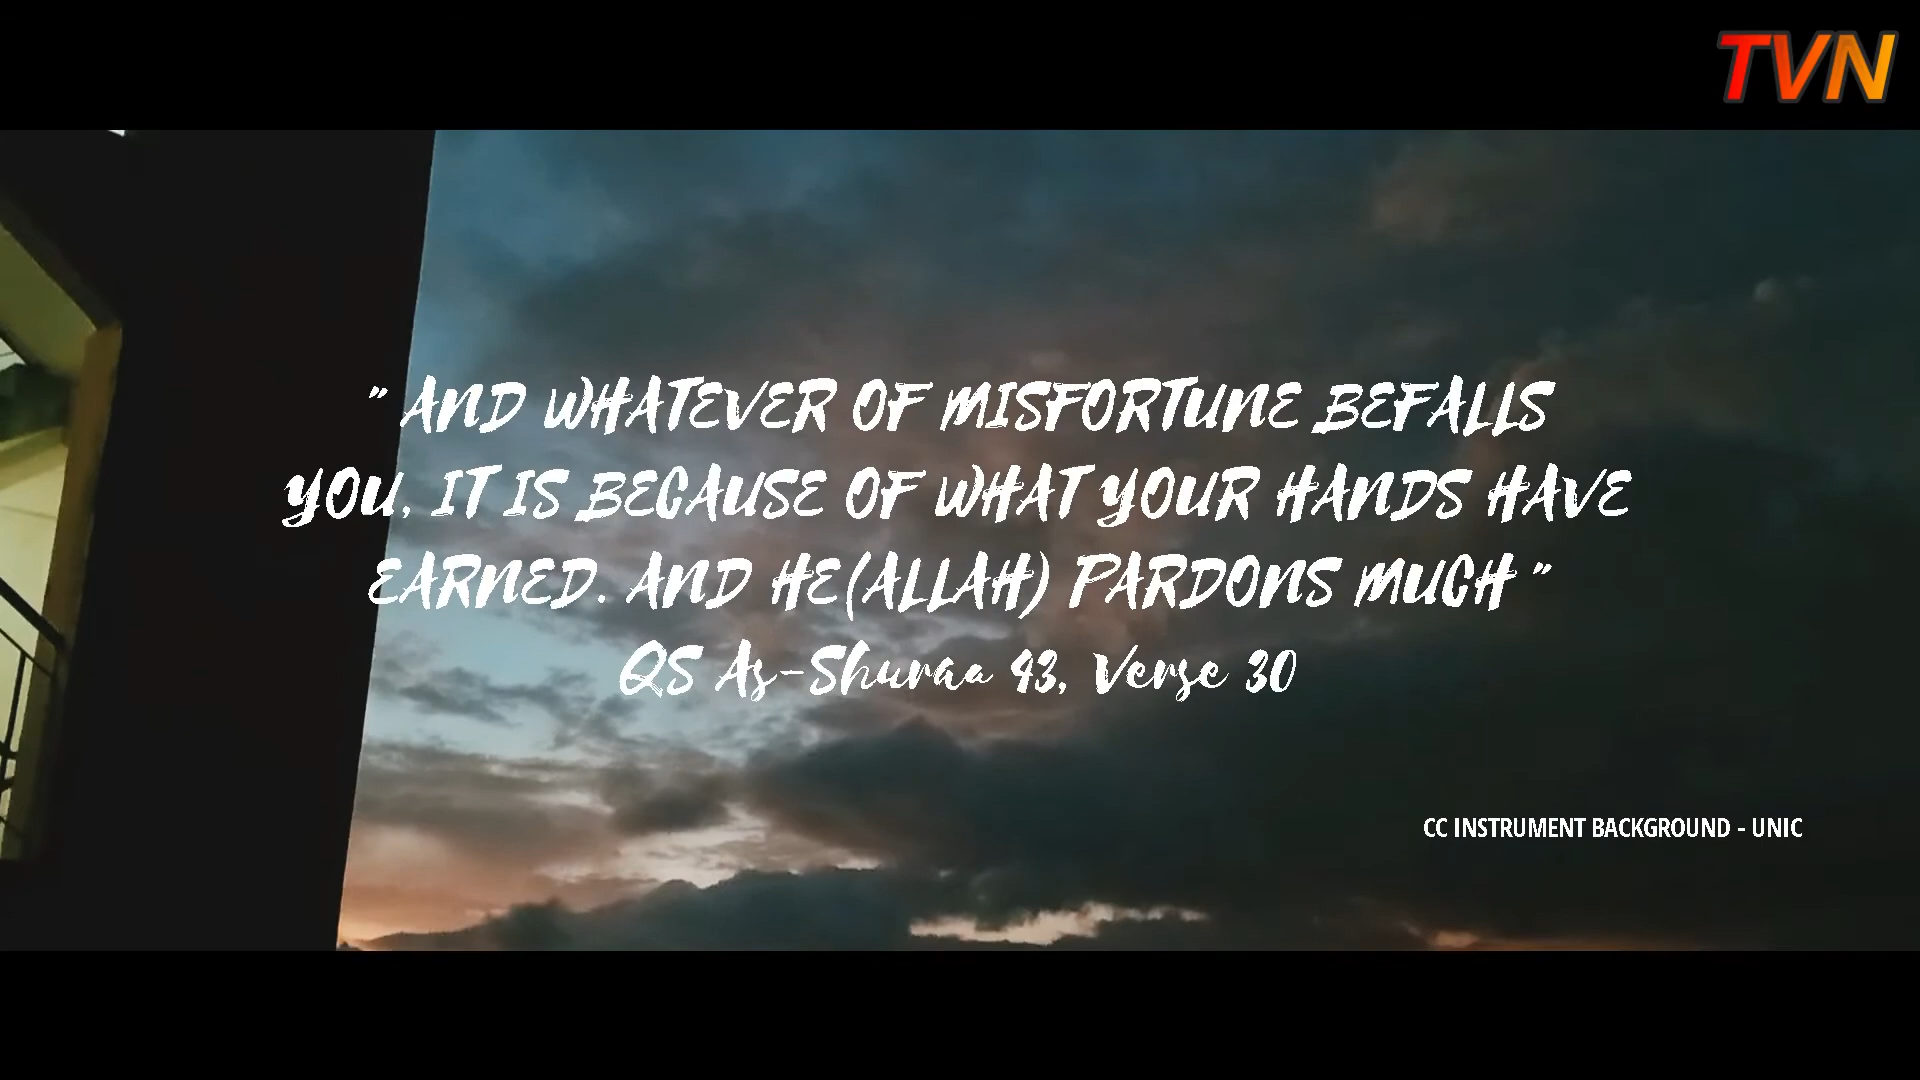 TVN
" AND WHATEVER OF MISFORTUNE BEFALLS
YOU, IT IS BECAUSE OF WHAT YOUR HANDS HAVE
EARNED. AND HE(ALLAH) PARDONS MUCH "
QS As-Shuraa 43, Verse 30
CC INSTRUMENT BACKGROUND - UNIC